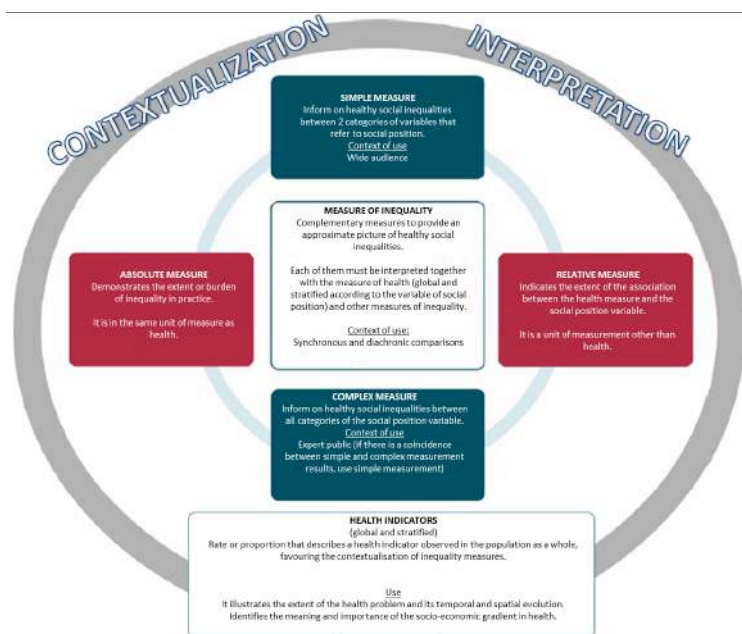 CONTEXTUALIZATION
INTERPRETATION
SIMPLE MEASURE
Inform on healthy social inequalities
between 2 categories of variables that
refer to social position.
Context of use
Wide audience
MEASURE OF INEQUALITY
Complementary measures to provide an
approximate picture of healthy social
inequalities.
Each of them must be interpreted together
with the measure of health (global and
stratified according to the variable of social
position) and other measures of inequality.
Context of use:
Synchronous and diachronic comparisons
ABSOLUTE MEASURE
Demonstrates the extent or burden
of inequality in practice.
It is in the same unit of measure as
health.
RELATIVE MEASURE
Indicates the extent of the association
between the health measure and the
social position variable.
It is a unit of measurement other than
health.
COMPLEX MEASURE
Inform on healthy social inequalities between
all categories of the social position variable.
Context of use
Expert public (if there is a coincidence
between simple and complex measurement
results, use simple measurement)
HEALTH INDICATORS
(global and stratified)
Rate or proportion that describes a health indicator observed in the population as a whole,
favouring the contextualisation of inequality measures.
Use
It illustrates the extent of the health problem and its temporal and spatial evolution.
Identifies the meaning and importance of the socio-economic gradient in health.